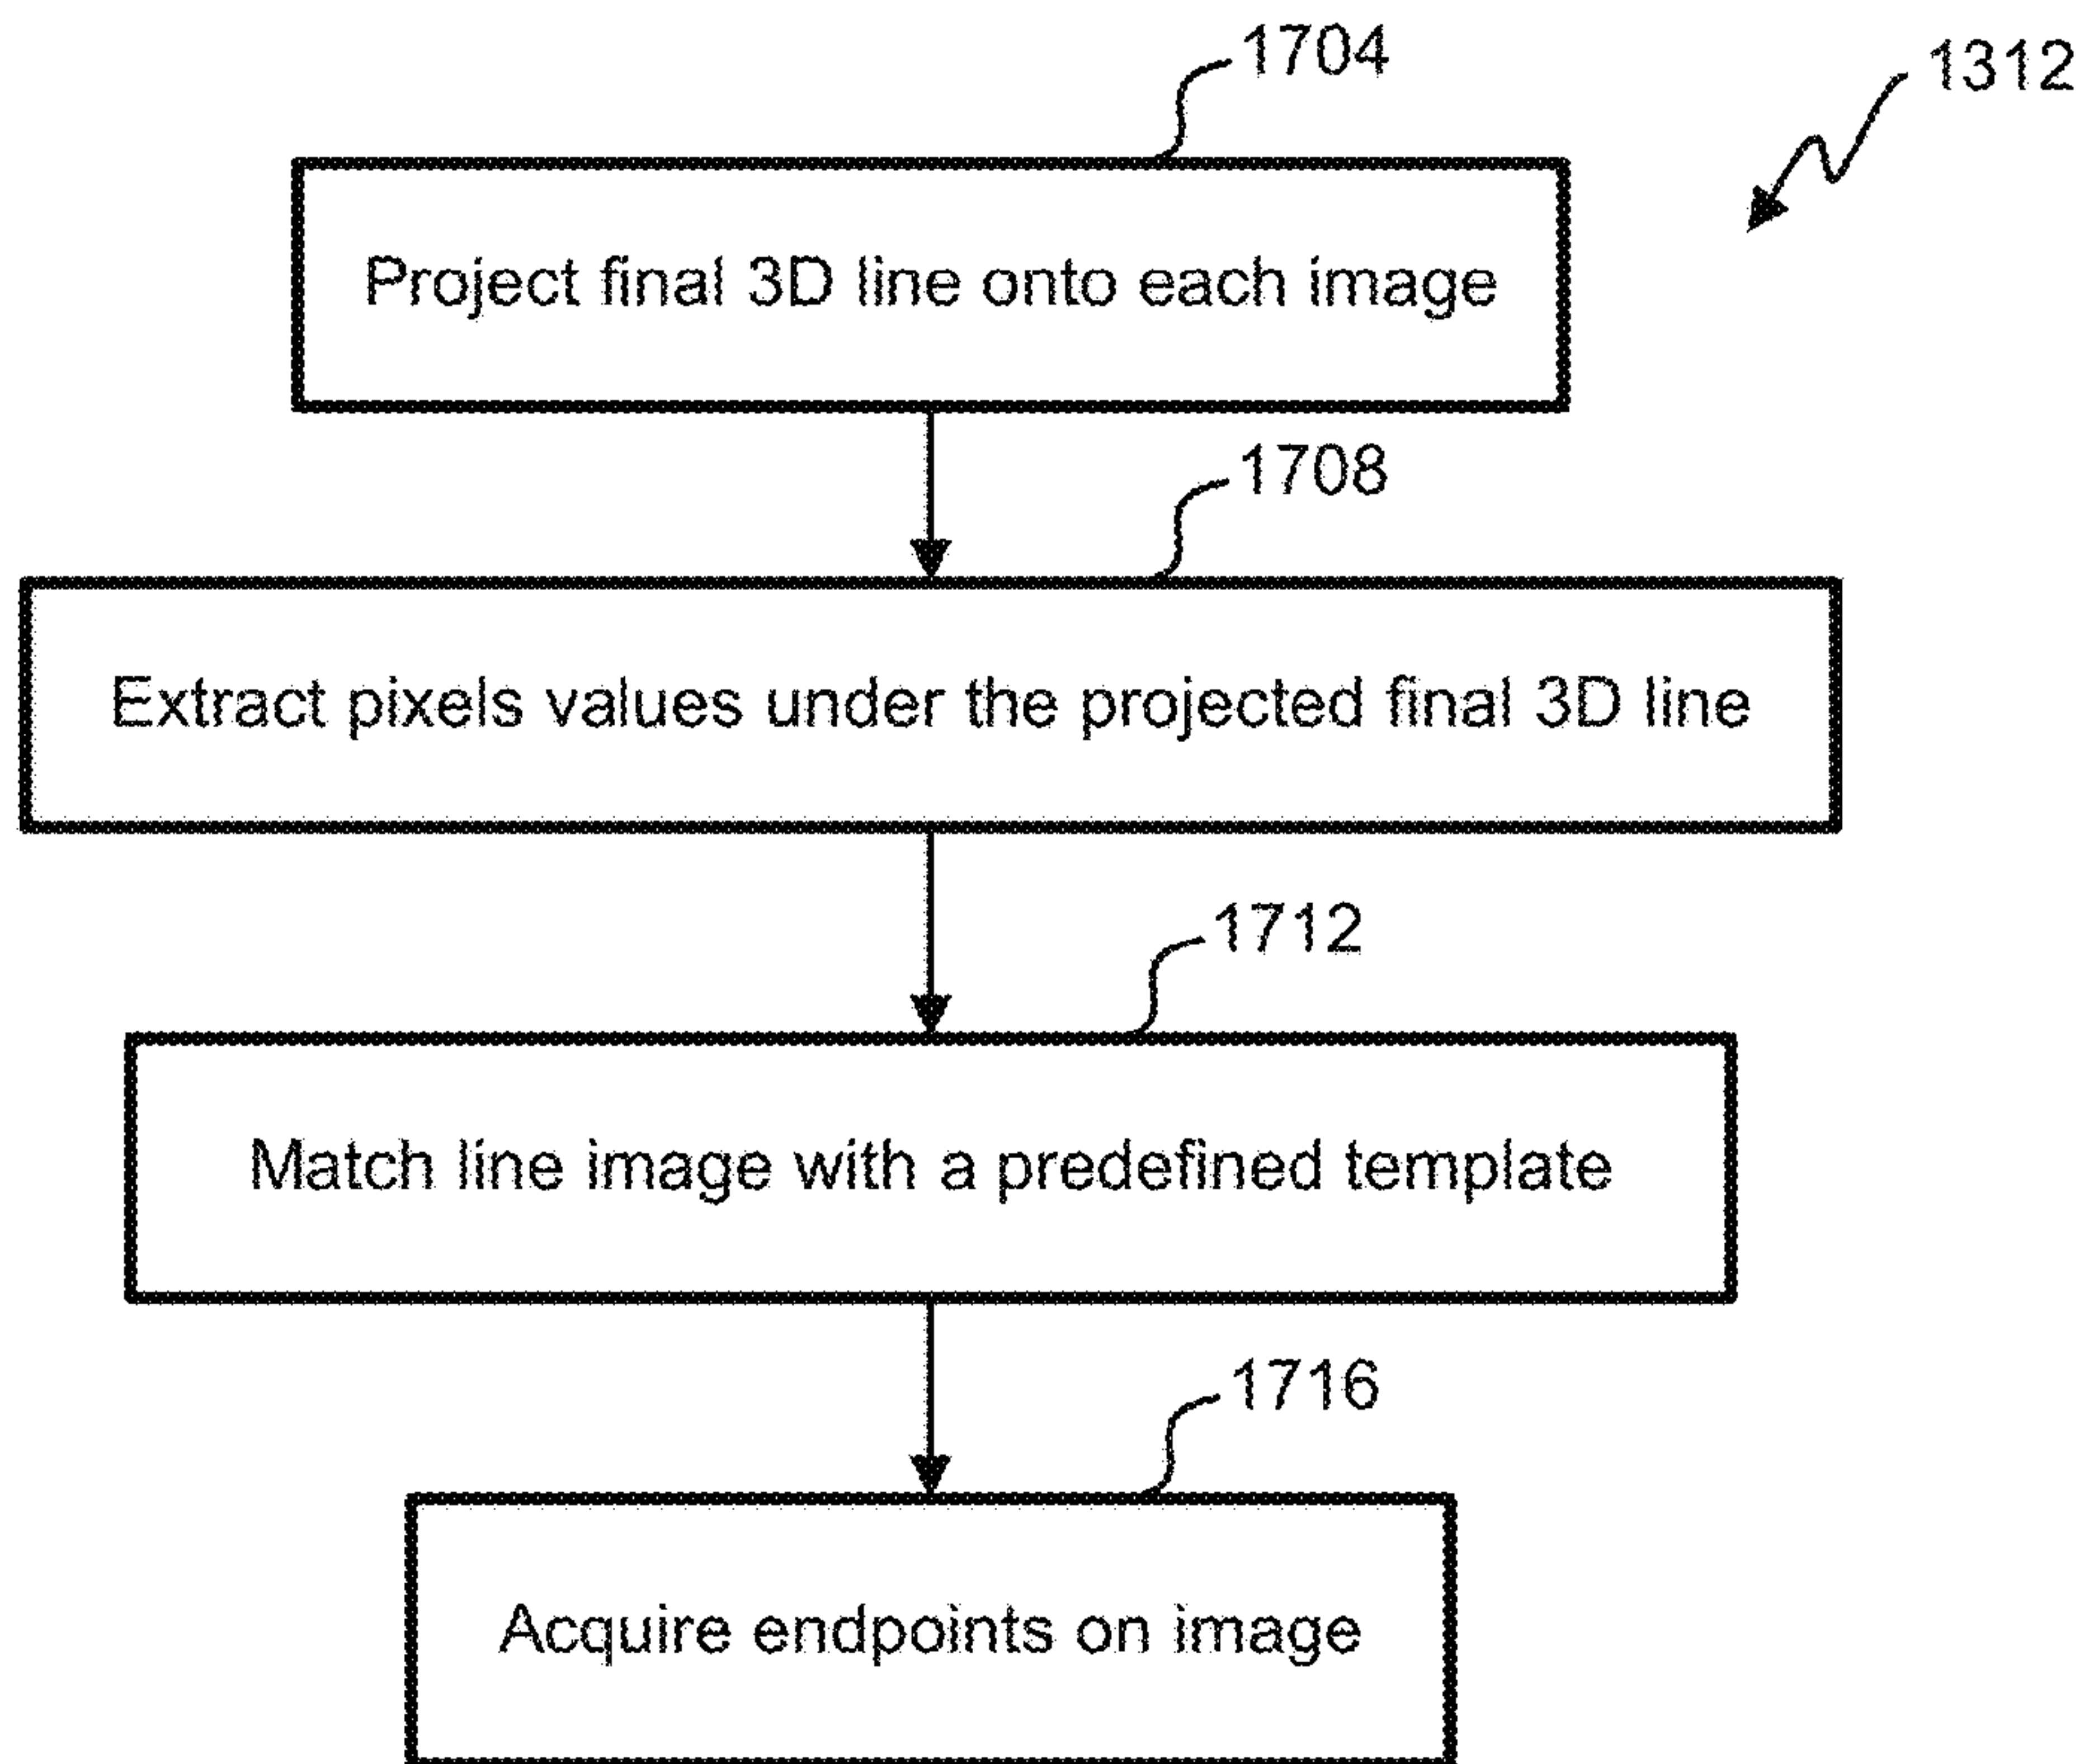 1704
1312
Project final 3D line onto each image
1708
Extract pixels values under the projected final 3D line
1712
Match line image with a predefined template
1716
Acquire endpoints on image